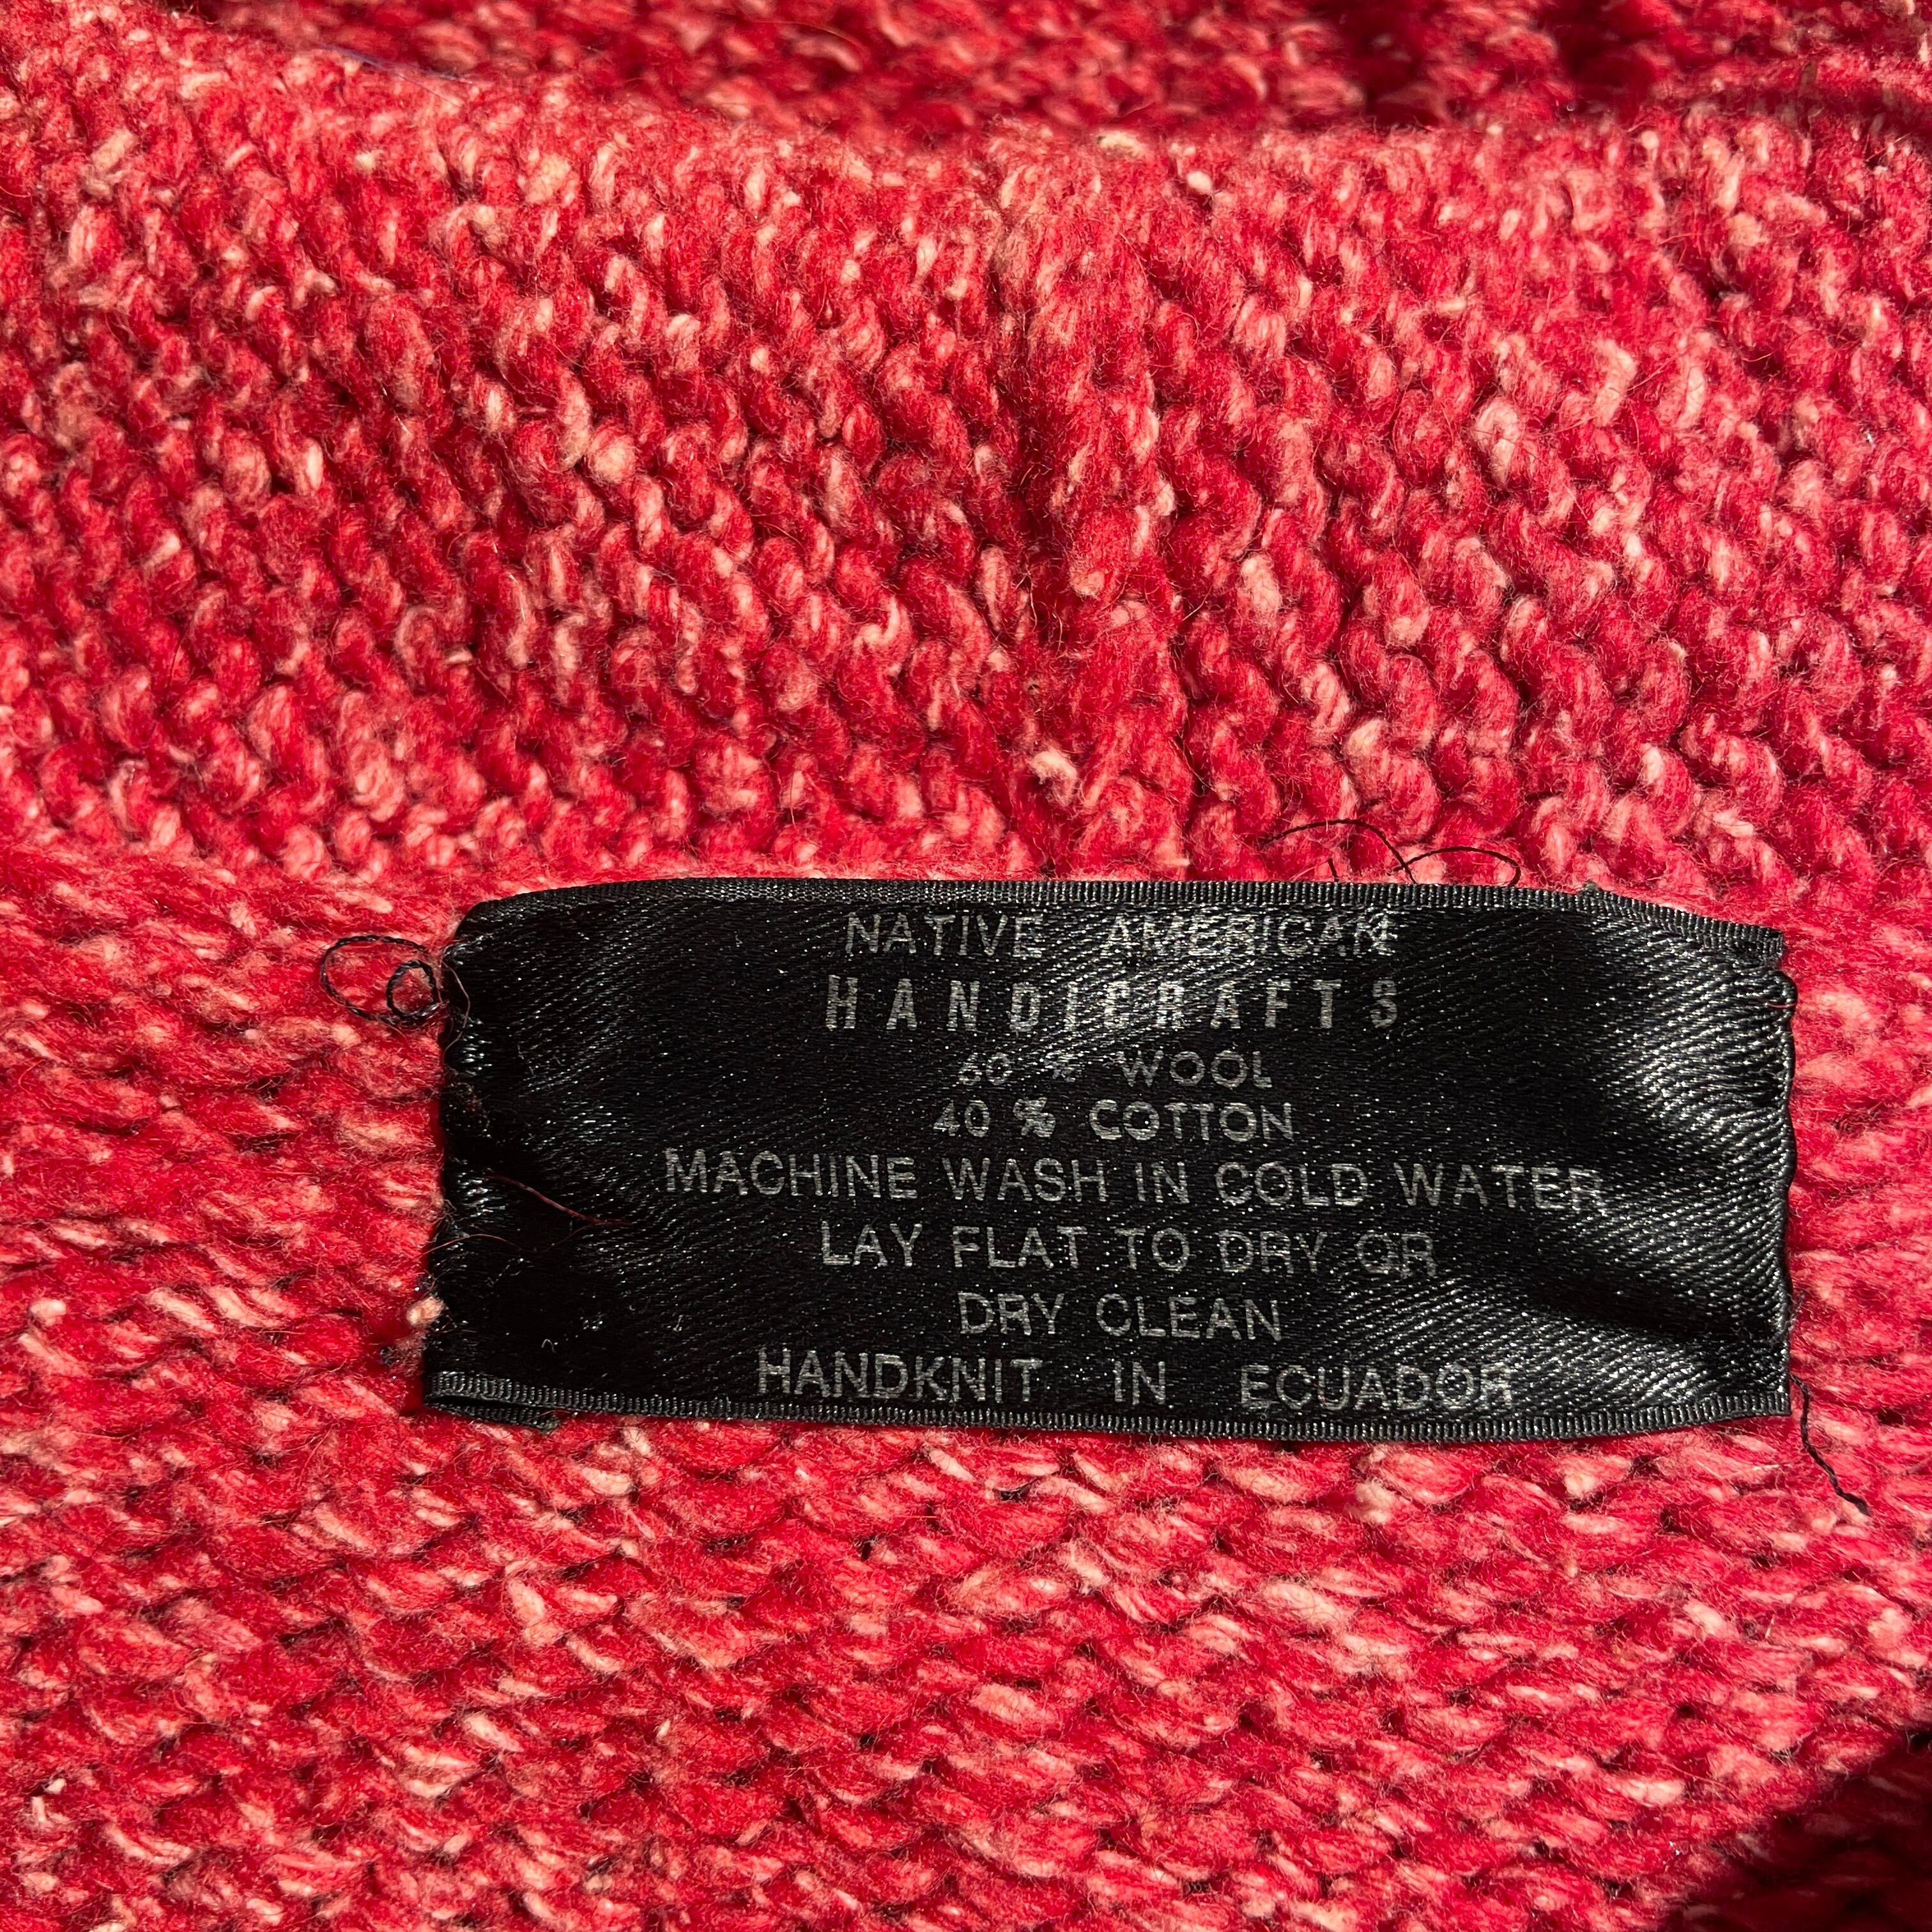 NATIVE AMERICAN
HANDICRAFTS
60 % WOOL
40 % COTTON
MACHINE WASH IN COLD WATER
LAY FLAT TO DRY OR
DRY CLEAN
HANDKNIT IN ECUADOR